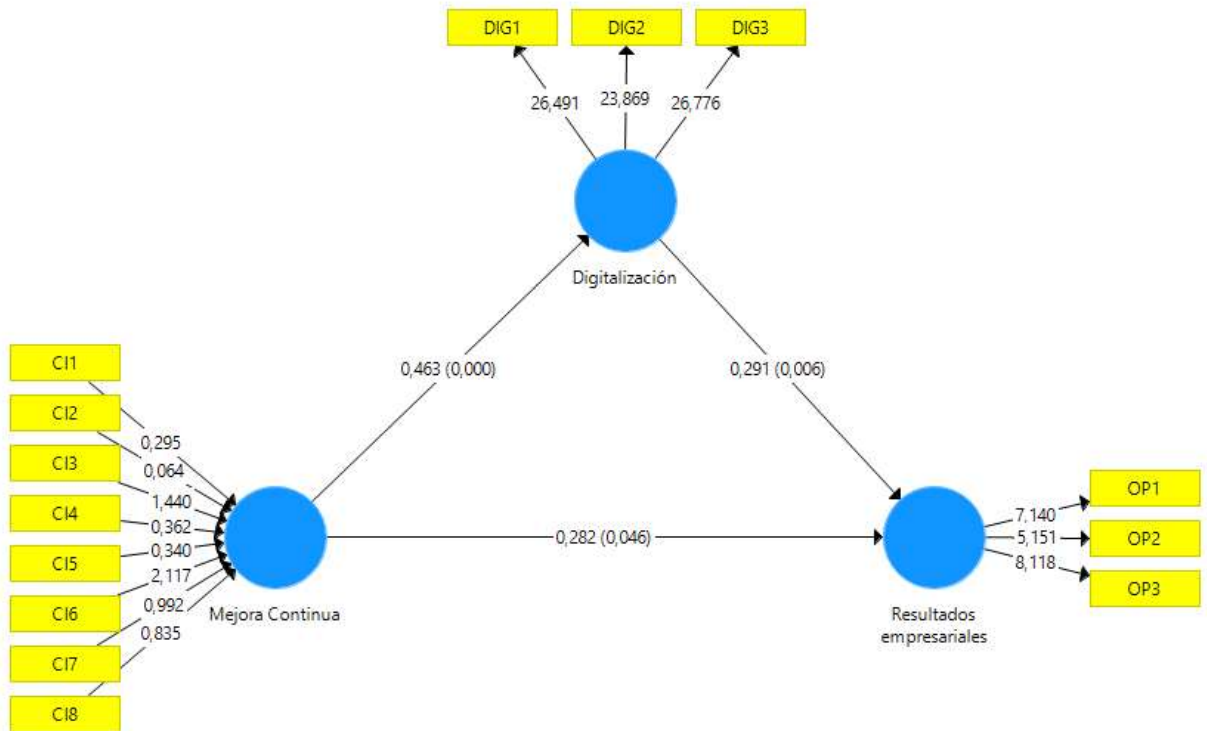 DIG1 DIG2 DIG3
26,491 23,869 26,776
Digitalización
CI1
CI2
CI3
CI4
CI5
CI6
CI7
CI8
0,295
0,064
1,440
0,362
0,340
2,117
0,992
0,835
Mejora Continua
0,463 (0,000)
0,291 (0,006)
0,282 (0,046)
Resultados
empresariales
7,140
5,151
8,118
OP1
OP2
OP3